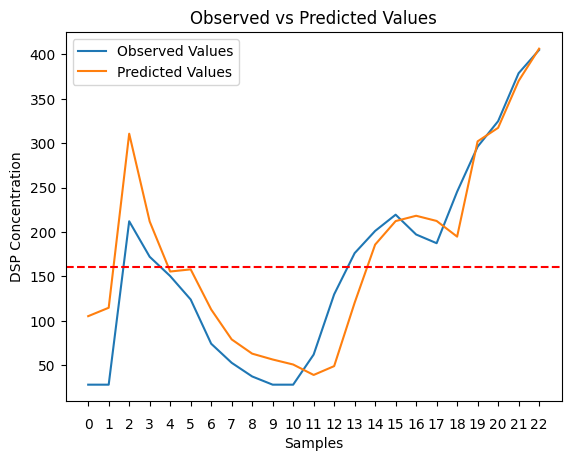 Observed vs Predicted Values
Observed Values
Predicted Values
DSP Concentration
400
350
300
250
200
150
100
50
0 1 2 3 4 5 6 7 8 9 10 11 12 13 14 15 16 17 18 19 20 21 22
Samples